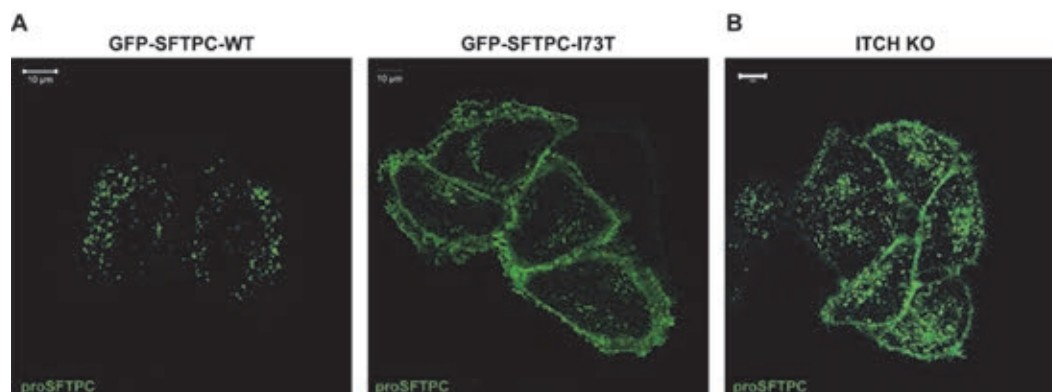 A
B
GFP-SFTPC-WT
GFP-SFTPC-I73T
ITCH KO
10 µm
10 µm
proSFTPC
proSFTPC
proSFTPC